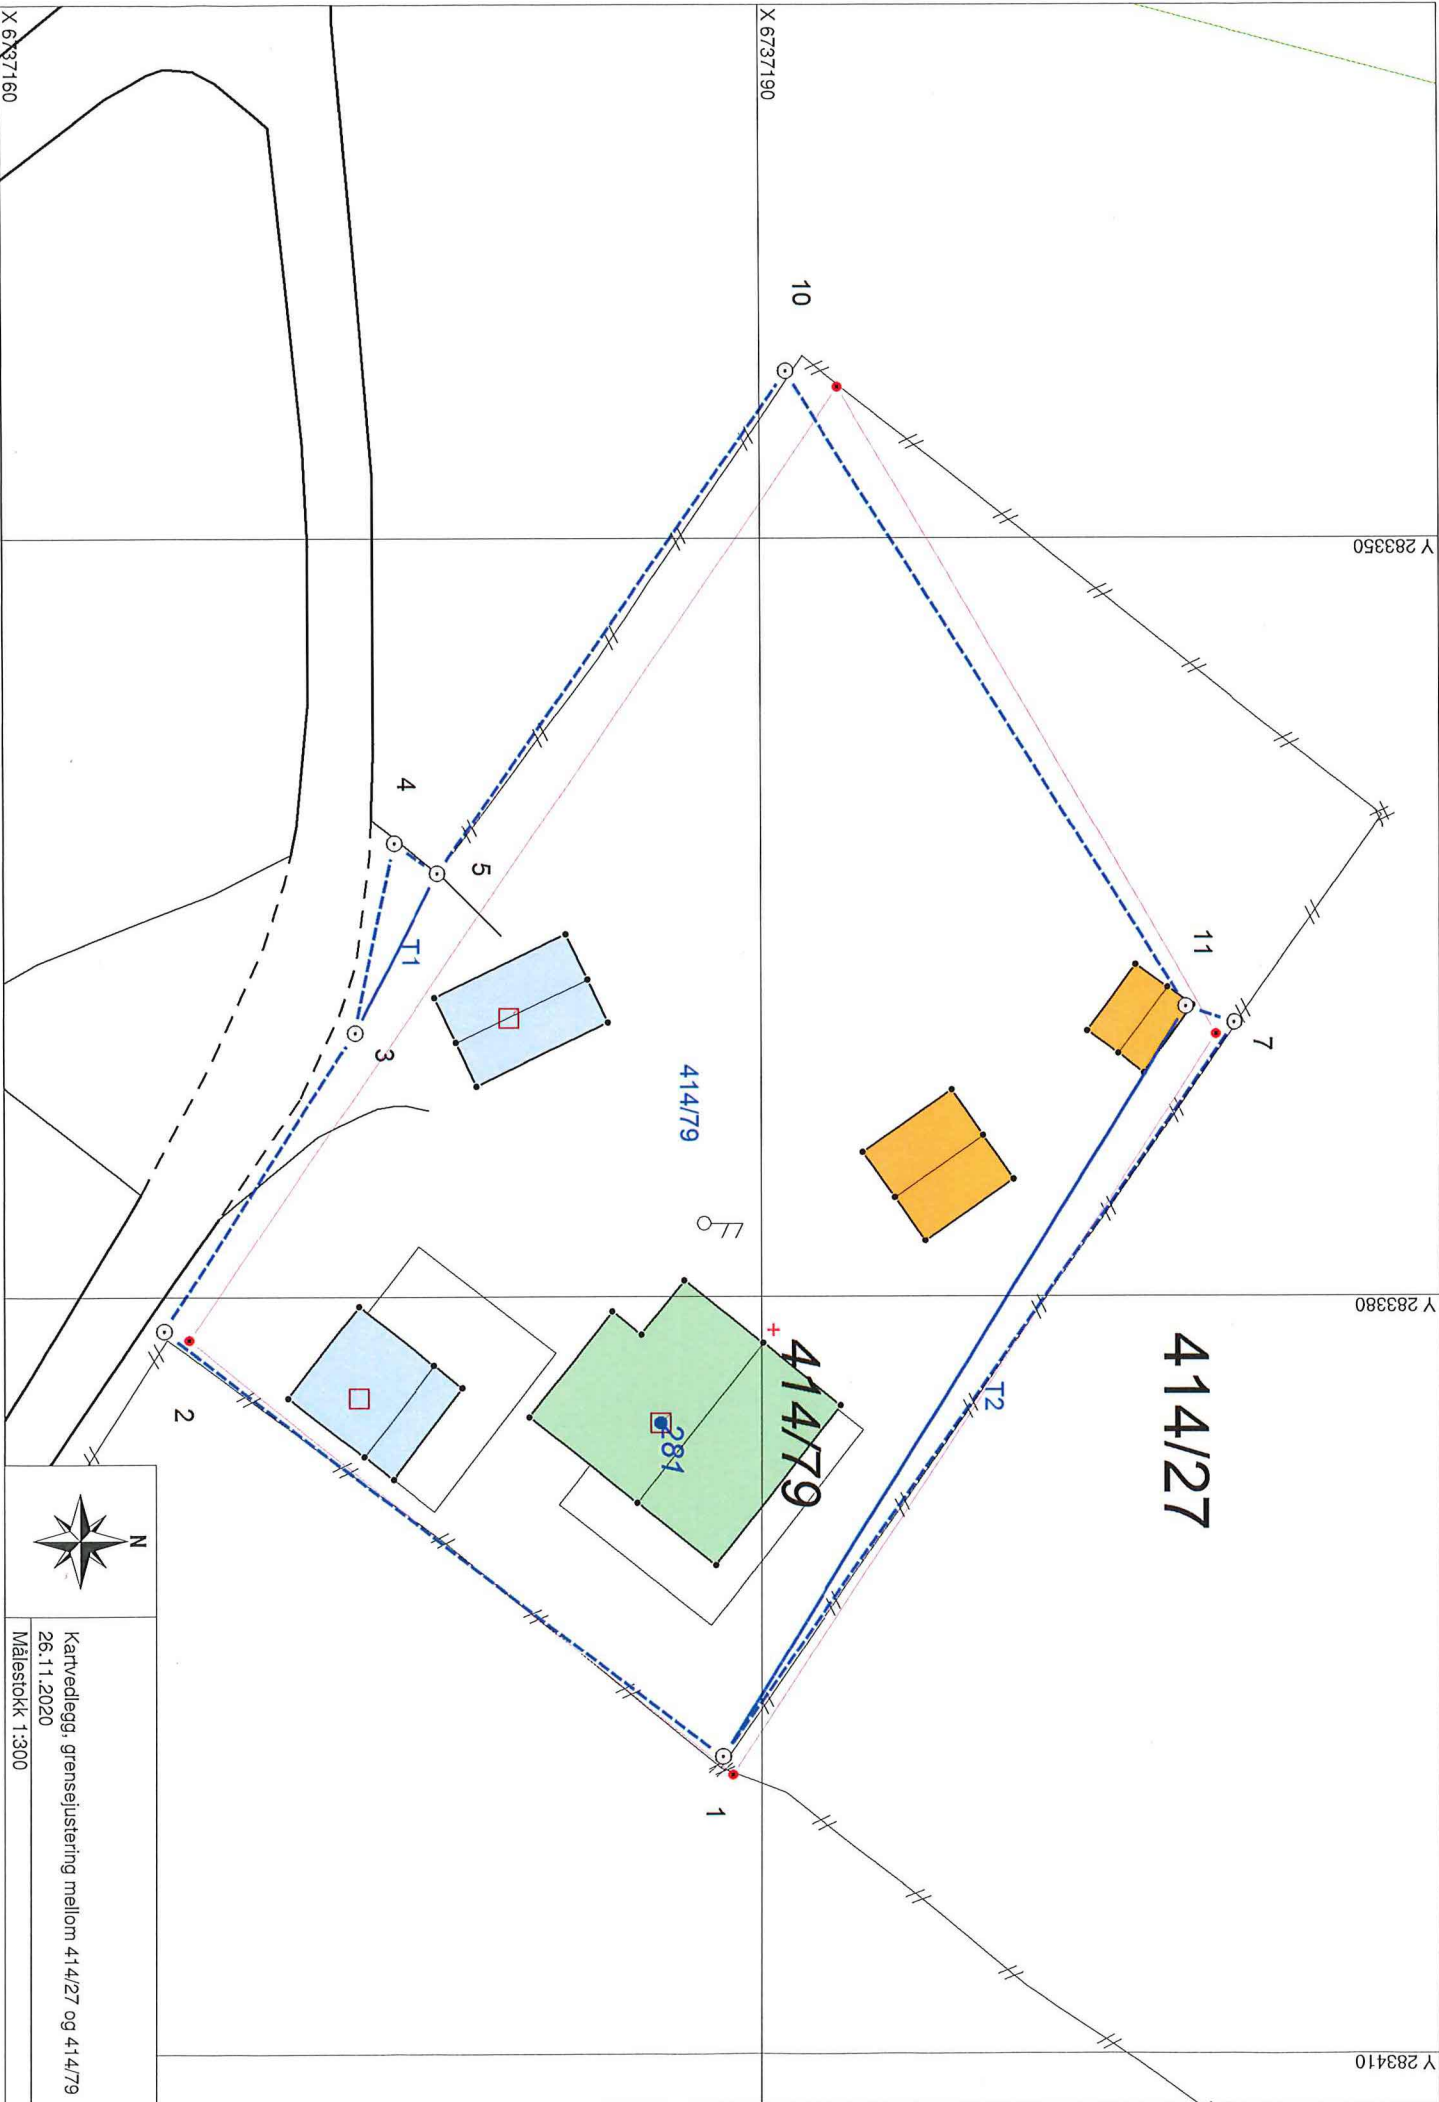 X 6737160
X 6737190
Y 283350
Y 283380
Y 283410
10
11
7
4
5
T1
3
414/79
T2
414/27
414/79
281
2
1
N
Kartvedlegg, grensejustering mellom 414/27 og 414/79
26.11.2020
Målestokk 1:300